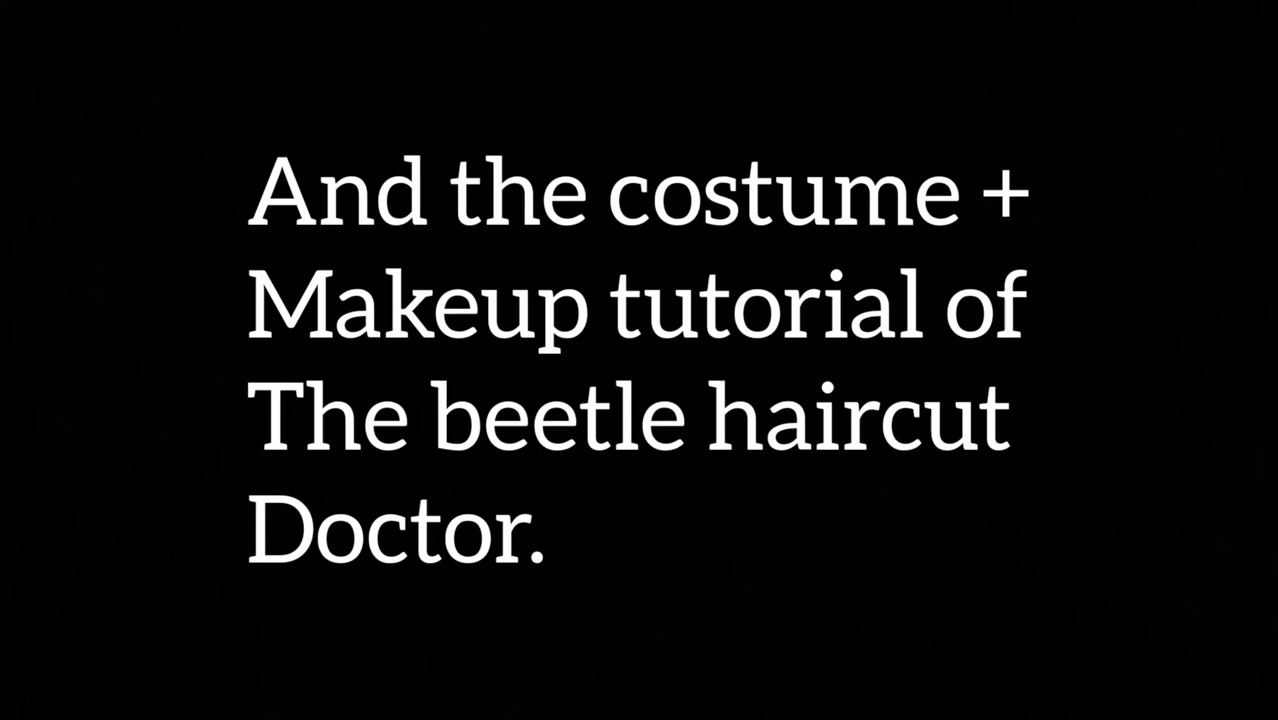 And the costume +
Makeup tutorial of
The beetle haircut
Doctor.